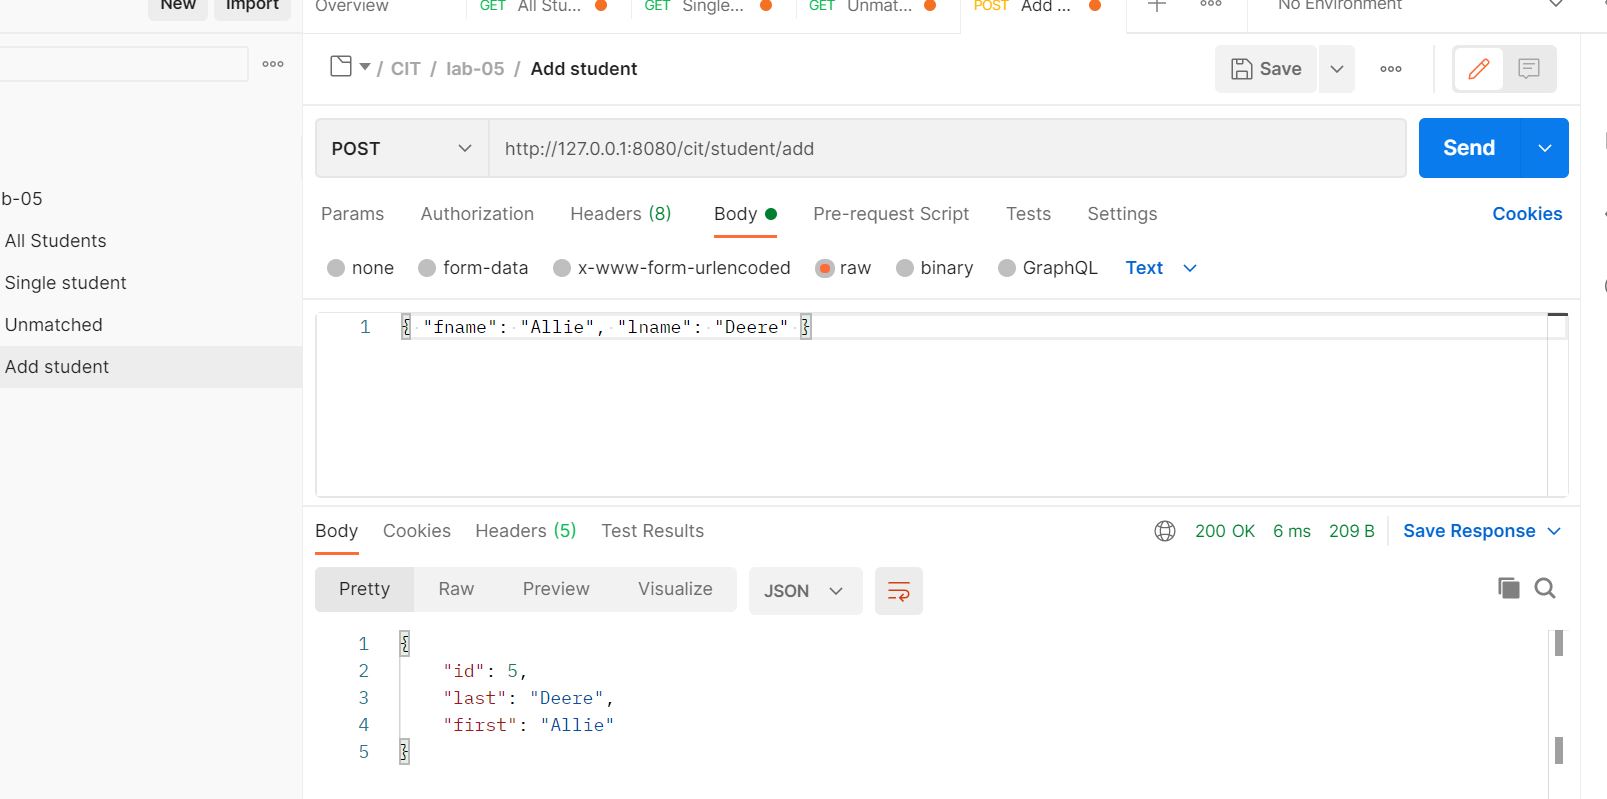 New Import
Overview GET All Stu... GET Single... GET Unmat... POST Add ... No Environment
/ CIT / lab-05 / Add student Save
POST http://127.0.0.1:8080/cit/student/add Send
b-05
All Students
Single student
Unmatched
Add student
Params Authorization Headers (8) Body Pre-request Script Tests Settings Cookies
none form-data x-www-form-urlencoded raw binary GraphQL Text
1 { "fname": "Allie", "lname": "Deere" }
Body Cookies Headers (5) Test Results 200 OK 6 ms 209 B Save Response
Pretty Raw Preview Visualize JSON
1 {
2 "id": 5,
3 "last": "Deere",
4 "first": "Allie"
5 }